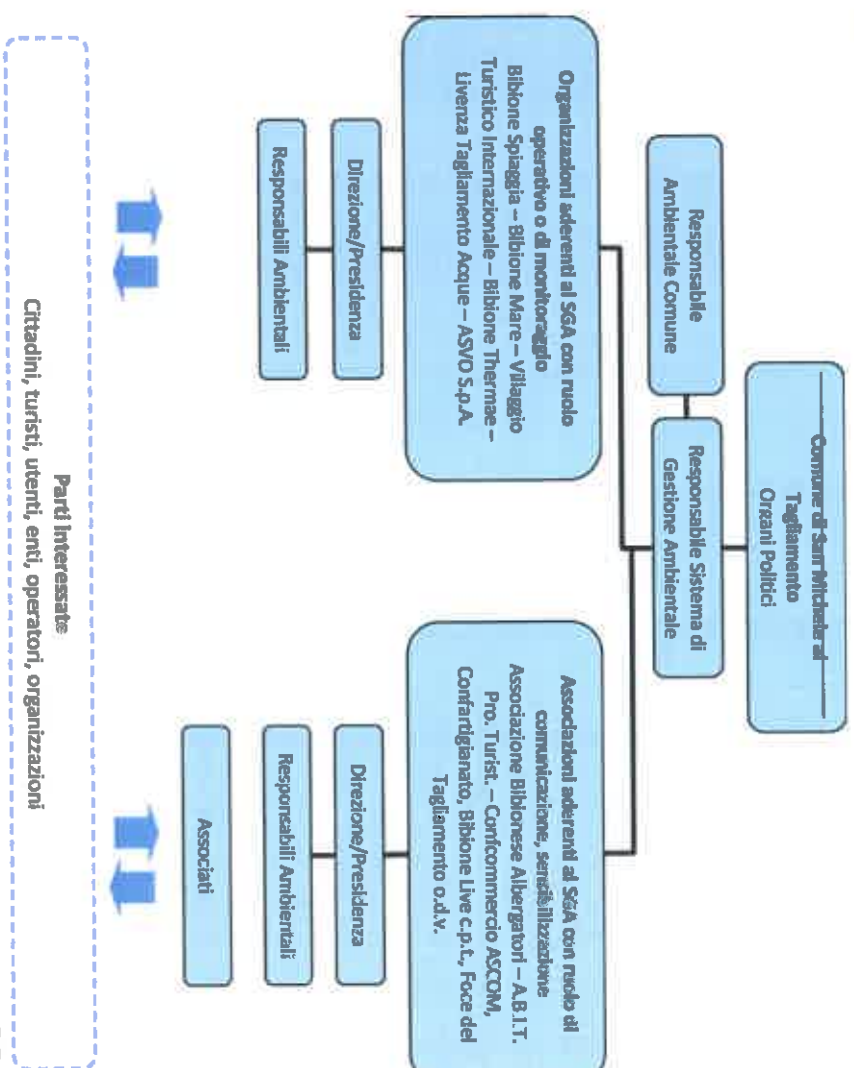 Comune di San Michele al
Tagliamento
Organi Politici
Responsabile
Ambientale Comune
Responsabile Sistema di
Gestione Ambientale
Organizzazioni aderenti al SGA con ruolo
operativo o di monitoraggio
Bibione Spiaggia – Bibione Mare – Villaggio
Turistico Internazionale – Bibione Thermae –
Livenza Tagliamento Acque – ASVO S.p.A.
Direzione/Presidenza
Responsabili Ambientali
Associazioni aderenti al SGA con ruolo di
comunicazione, sensibilizzazione
Associazione Bibionese Albergatori – A.B.I.T.
Pro. Turist. – Confcommercio ASCOM,
Confartigianato, Bibione Live c.p.t., Foce del
Tagliamento o.d.v.
Direzione/Presidenza
Responsabili Ambientali
Associati
Parti Interessate
Cittadini, turisti, utenti, enti, operatori, organizzazioni